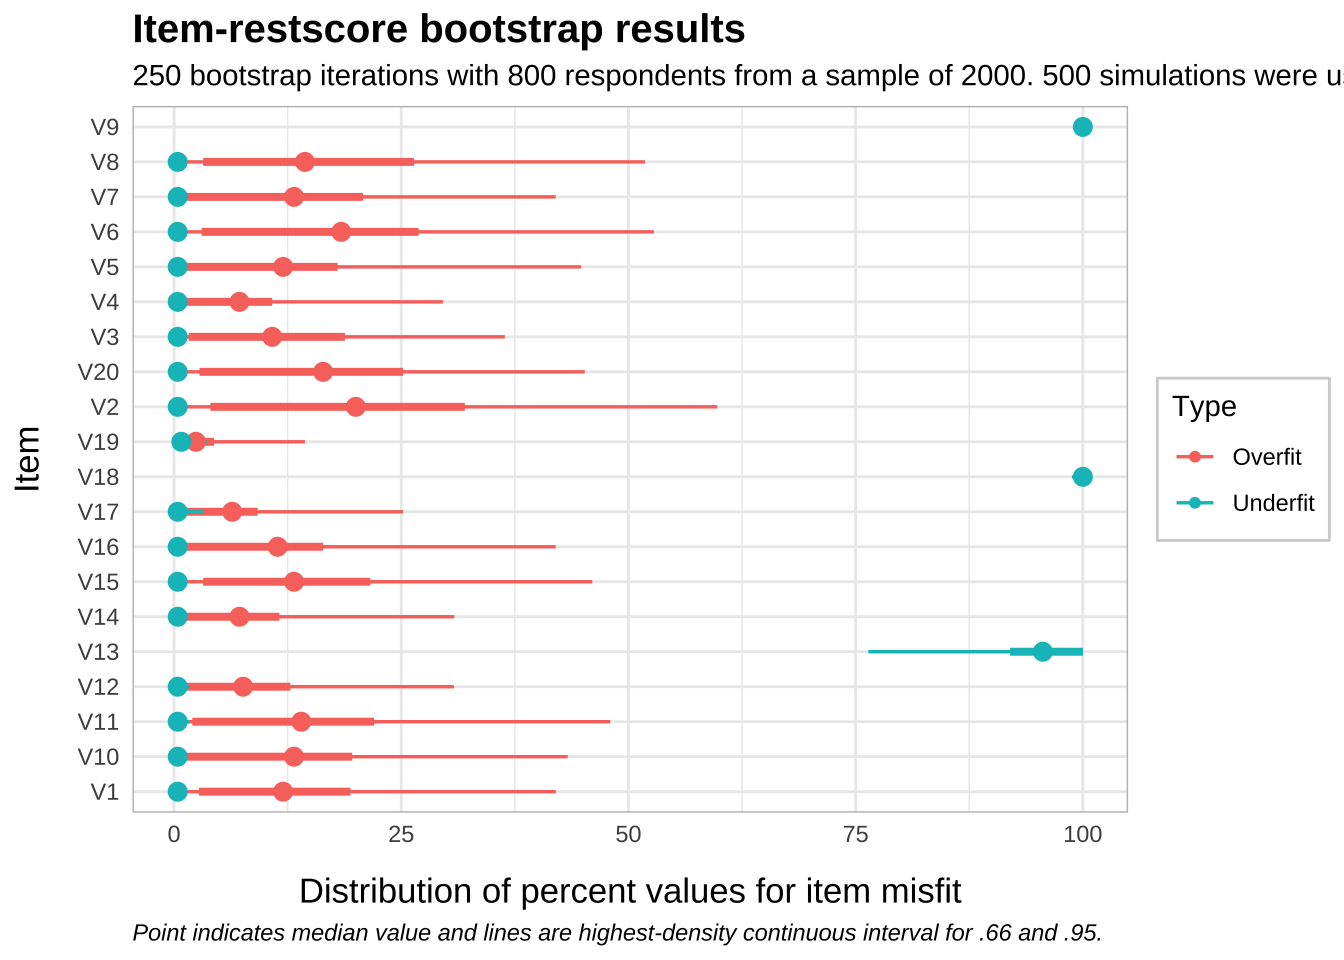 Item-restscore bootstrap results
250 bootstrap iterations with 800 respondents from a sample of 2000. 500 simulations were
V9
V8
V7
V6
V5
V4
V3
V20
V2
V19
V18
V17
V16
V15
V14
V13
V12
V11
V10
V1
Item
0 25 50 75 100
Distribution of percent values for item misfit
Point indicates median value and lines are highest-density continuous interval for .66 and .95.
Type
Overfit
Underfit